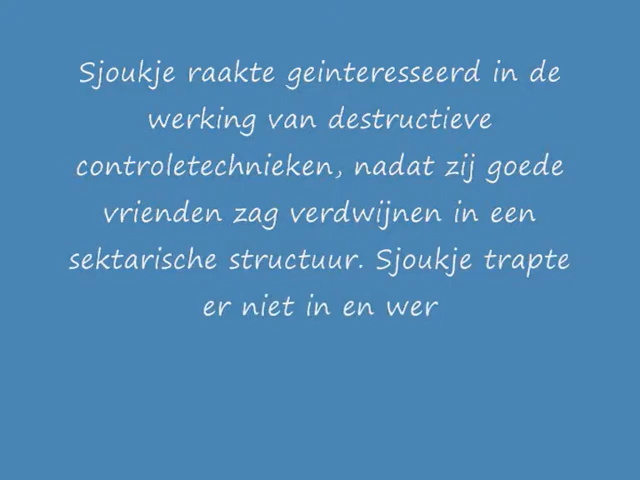 Sjoukje raakte geinteresseerd in de
werking van destructieve
controletechnieken, nadat zij goede
vrienden zag verdwijnen in een
sektarische structuur. Sjoukje trapte
er niet in en wer